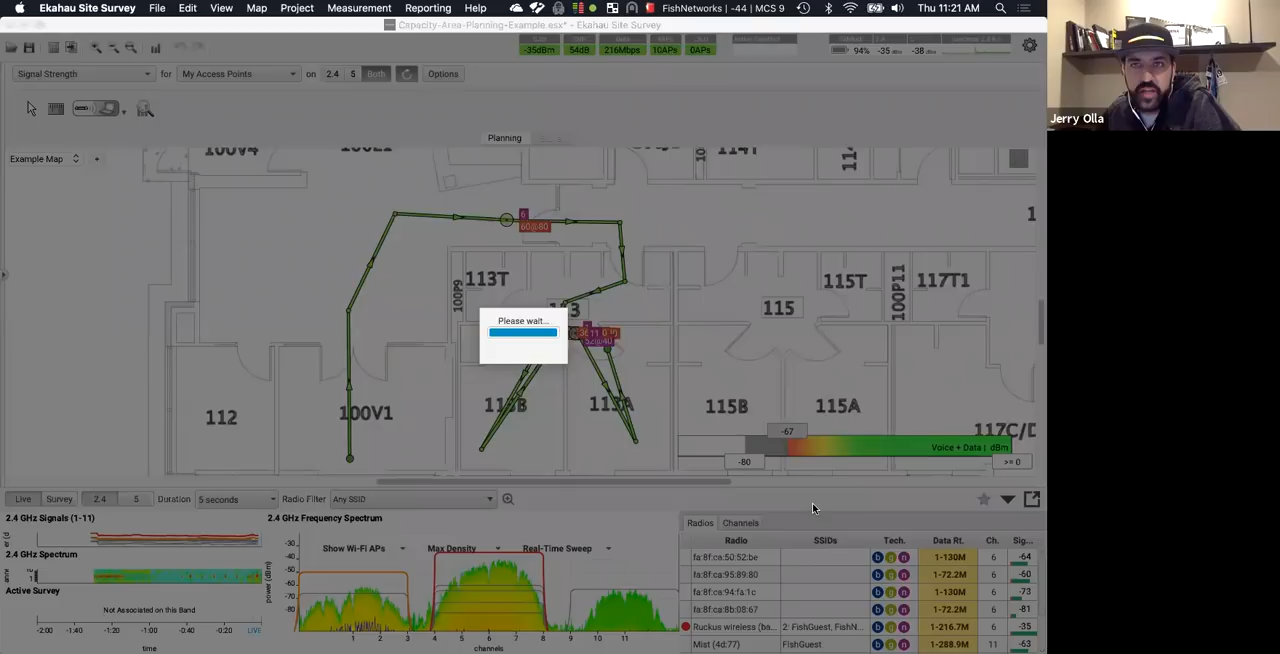 Ekahau Site Survey File Edit View Map Project Measurement Reporting Help FishNetworks | -44 | MCS 9 Thu 11:21 AM
Capacity-Area-Planning-Example.esx* - Ekahau Site Survey
-35dBm 54dB 216Mbps 10APs 0APs 94% -35 dBm -38 dBm
Signal Strength for My Access Points on 2.4 5 Both Options
Planning
Example Map +
Jerry Olla
100V4
114T
6
60@80
113T
100P9
115
115T
100P11
117T1
Please wait...
112
100V1
113B
113A
115B
115A
117C/D
-67
Voice + Data | dBm
-80
>= 0
Live Survey 2.4 5 Duration 5 seconds Radio Filter Any SSID
2.4 GHz Signals (1-11)
2.4 GHz Spectrum
Active Survey
Not Associated on this Band
-2:00 -1:40 -1:20 -1:00 -0:40 -0:20 LIVE
time
2.4 GHz Frequency Spectrum
Show Wi-Fi APs Max Density Real-Time Sweep
power (dBm)
-30
-40
-50
-60
-70
-80
1 2 3 4 5 6 7 8 9 10 11
channels
Radios Channels
Radio SSIDs Tech. Data Rt. Ch. Sig...
fa:8f:ca:50:52:be b g n 1-130M 6 -64
fa:8f:ca:95:89:80 b g n 1-72.2M 6 -60
fa:8f:ca:94:fa:1c b g n 1-130M 6 -73
fa:8f:ca:8b:08:67 b g n 1-72.2M 6 -81
Ruckus wireless (ba... 2: FishGuest, FishN... b g n 1-216.7M 6 -35
Mist (4d:77) FishGuest b g n 1-288.9M 11 -63